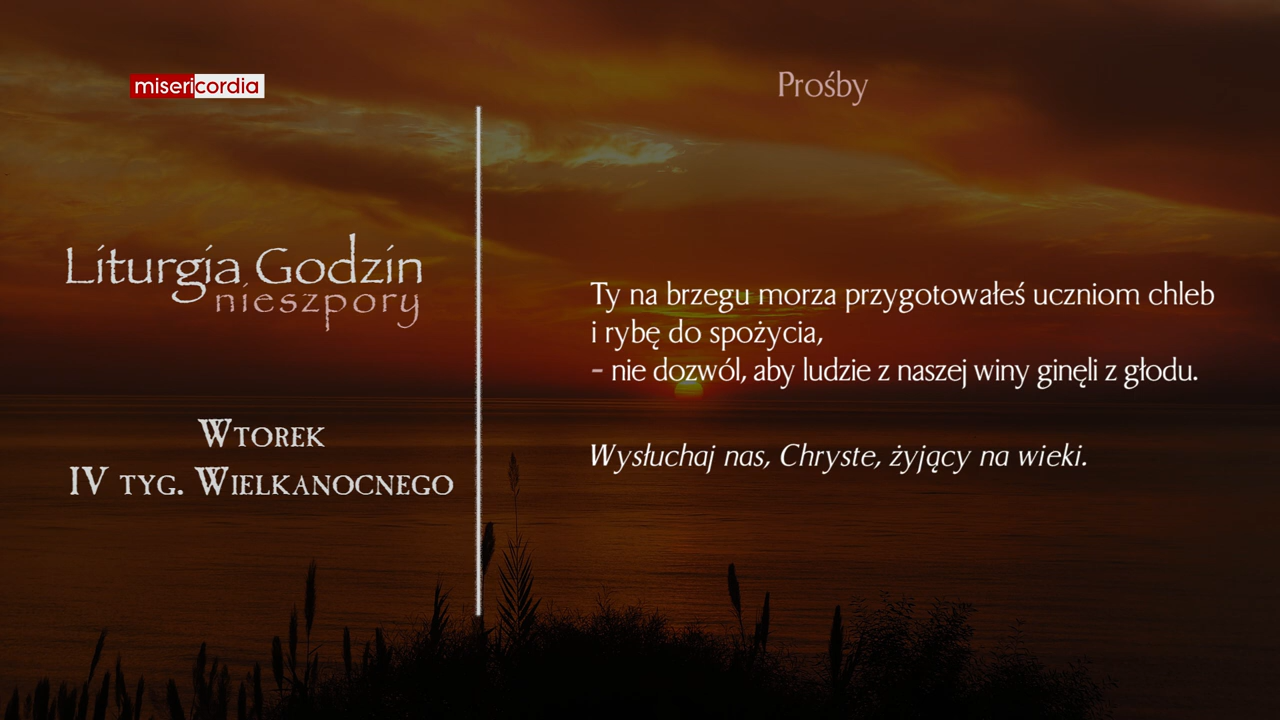 misericordia
Prośby
Liturgia Godzin
nieszpory
Wtorek
IV tyg. Wielkanocnego
Ty na brzegu morza przygotowałeś uczniom chleb
i rybę do spożycia,
- nie dozwól, aby ludzie z naszej winy ginęli z głodu.
Wysłuchaj nas, Chryste, żyjący na wieki.